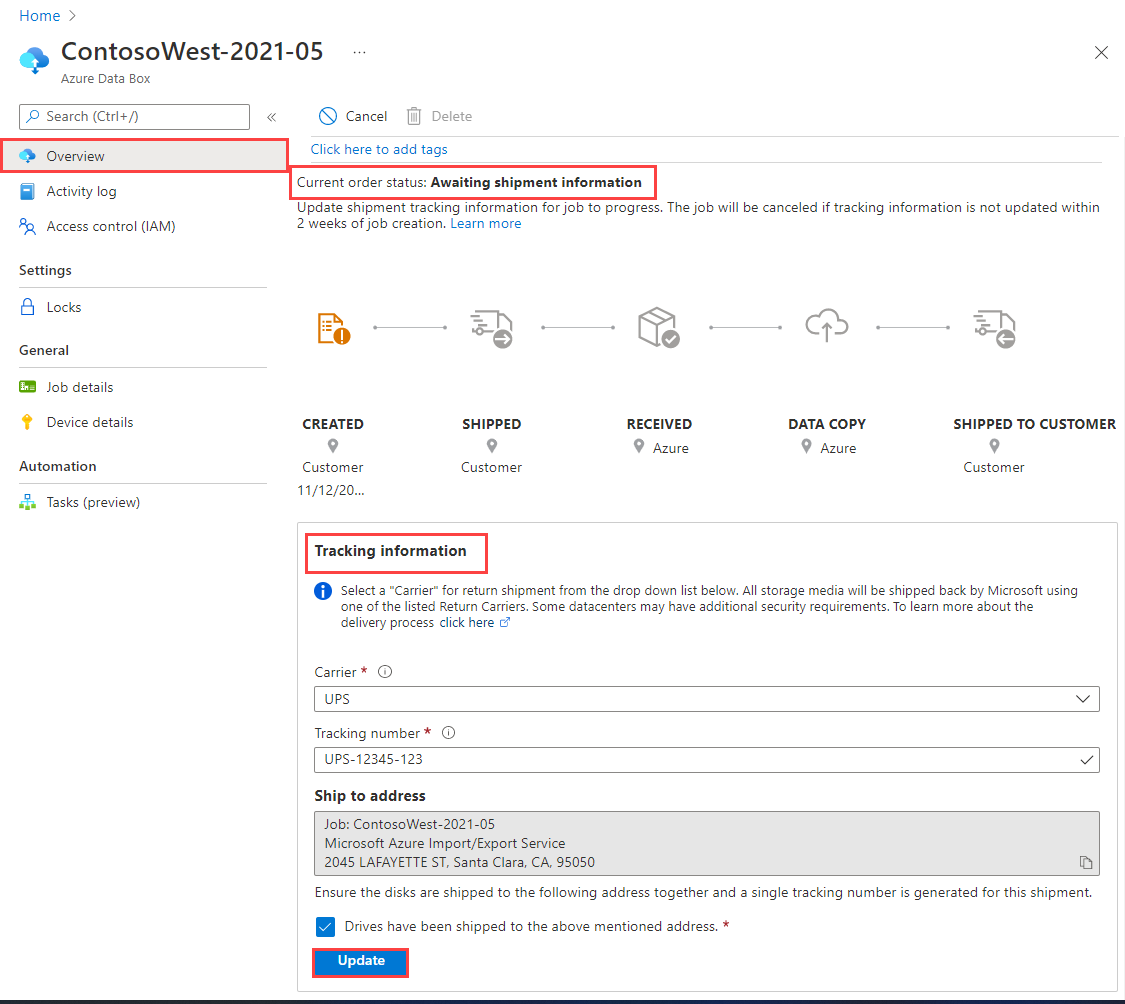 Home
ContosoWest-2021-05 ...
Azure Data Box
Search (Ctrl+/)
«
Cancel
Delete
Overview
Activity log
Access control (IAM)
Settings
Locks
General
Job details
Device details
Automation
Tasks (preview)
Click here to add tags
Current order status: Awaiting shipment information
Update shipment tracking information for job to progress. The job will be canceled if tracking information is not updated within
2 weeks of job creation. Learn more
CREATED
Customer
11/12/20...
SHIPPED
Customer
RECEIVED
Azure
DATA COPY
Azure
SHIPPED TO CUSTOMER
Customer
Tracking information
Select a "Carrier" for return shipment from the drop down list below. All storage media will be shipped back by Microsoft using
one of the listed Return Carriers. Some datacenters may have additional security requirements. To learn more about the
delivery process click here
Carrier *
UPS
Tracking number *
UPS-12345-123
Ship to address
Job: ContosoWest-2021-05
Microsoft Azure Import/Export Service
2045 LAFAYETTE ST, Santa Clara, CA, 95050
Ensure the disks are shipped to the following address together and a single tracking number is generated for this shipment.
Drives have been shipped to the above mentioned address. *
Update